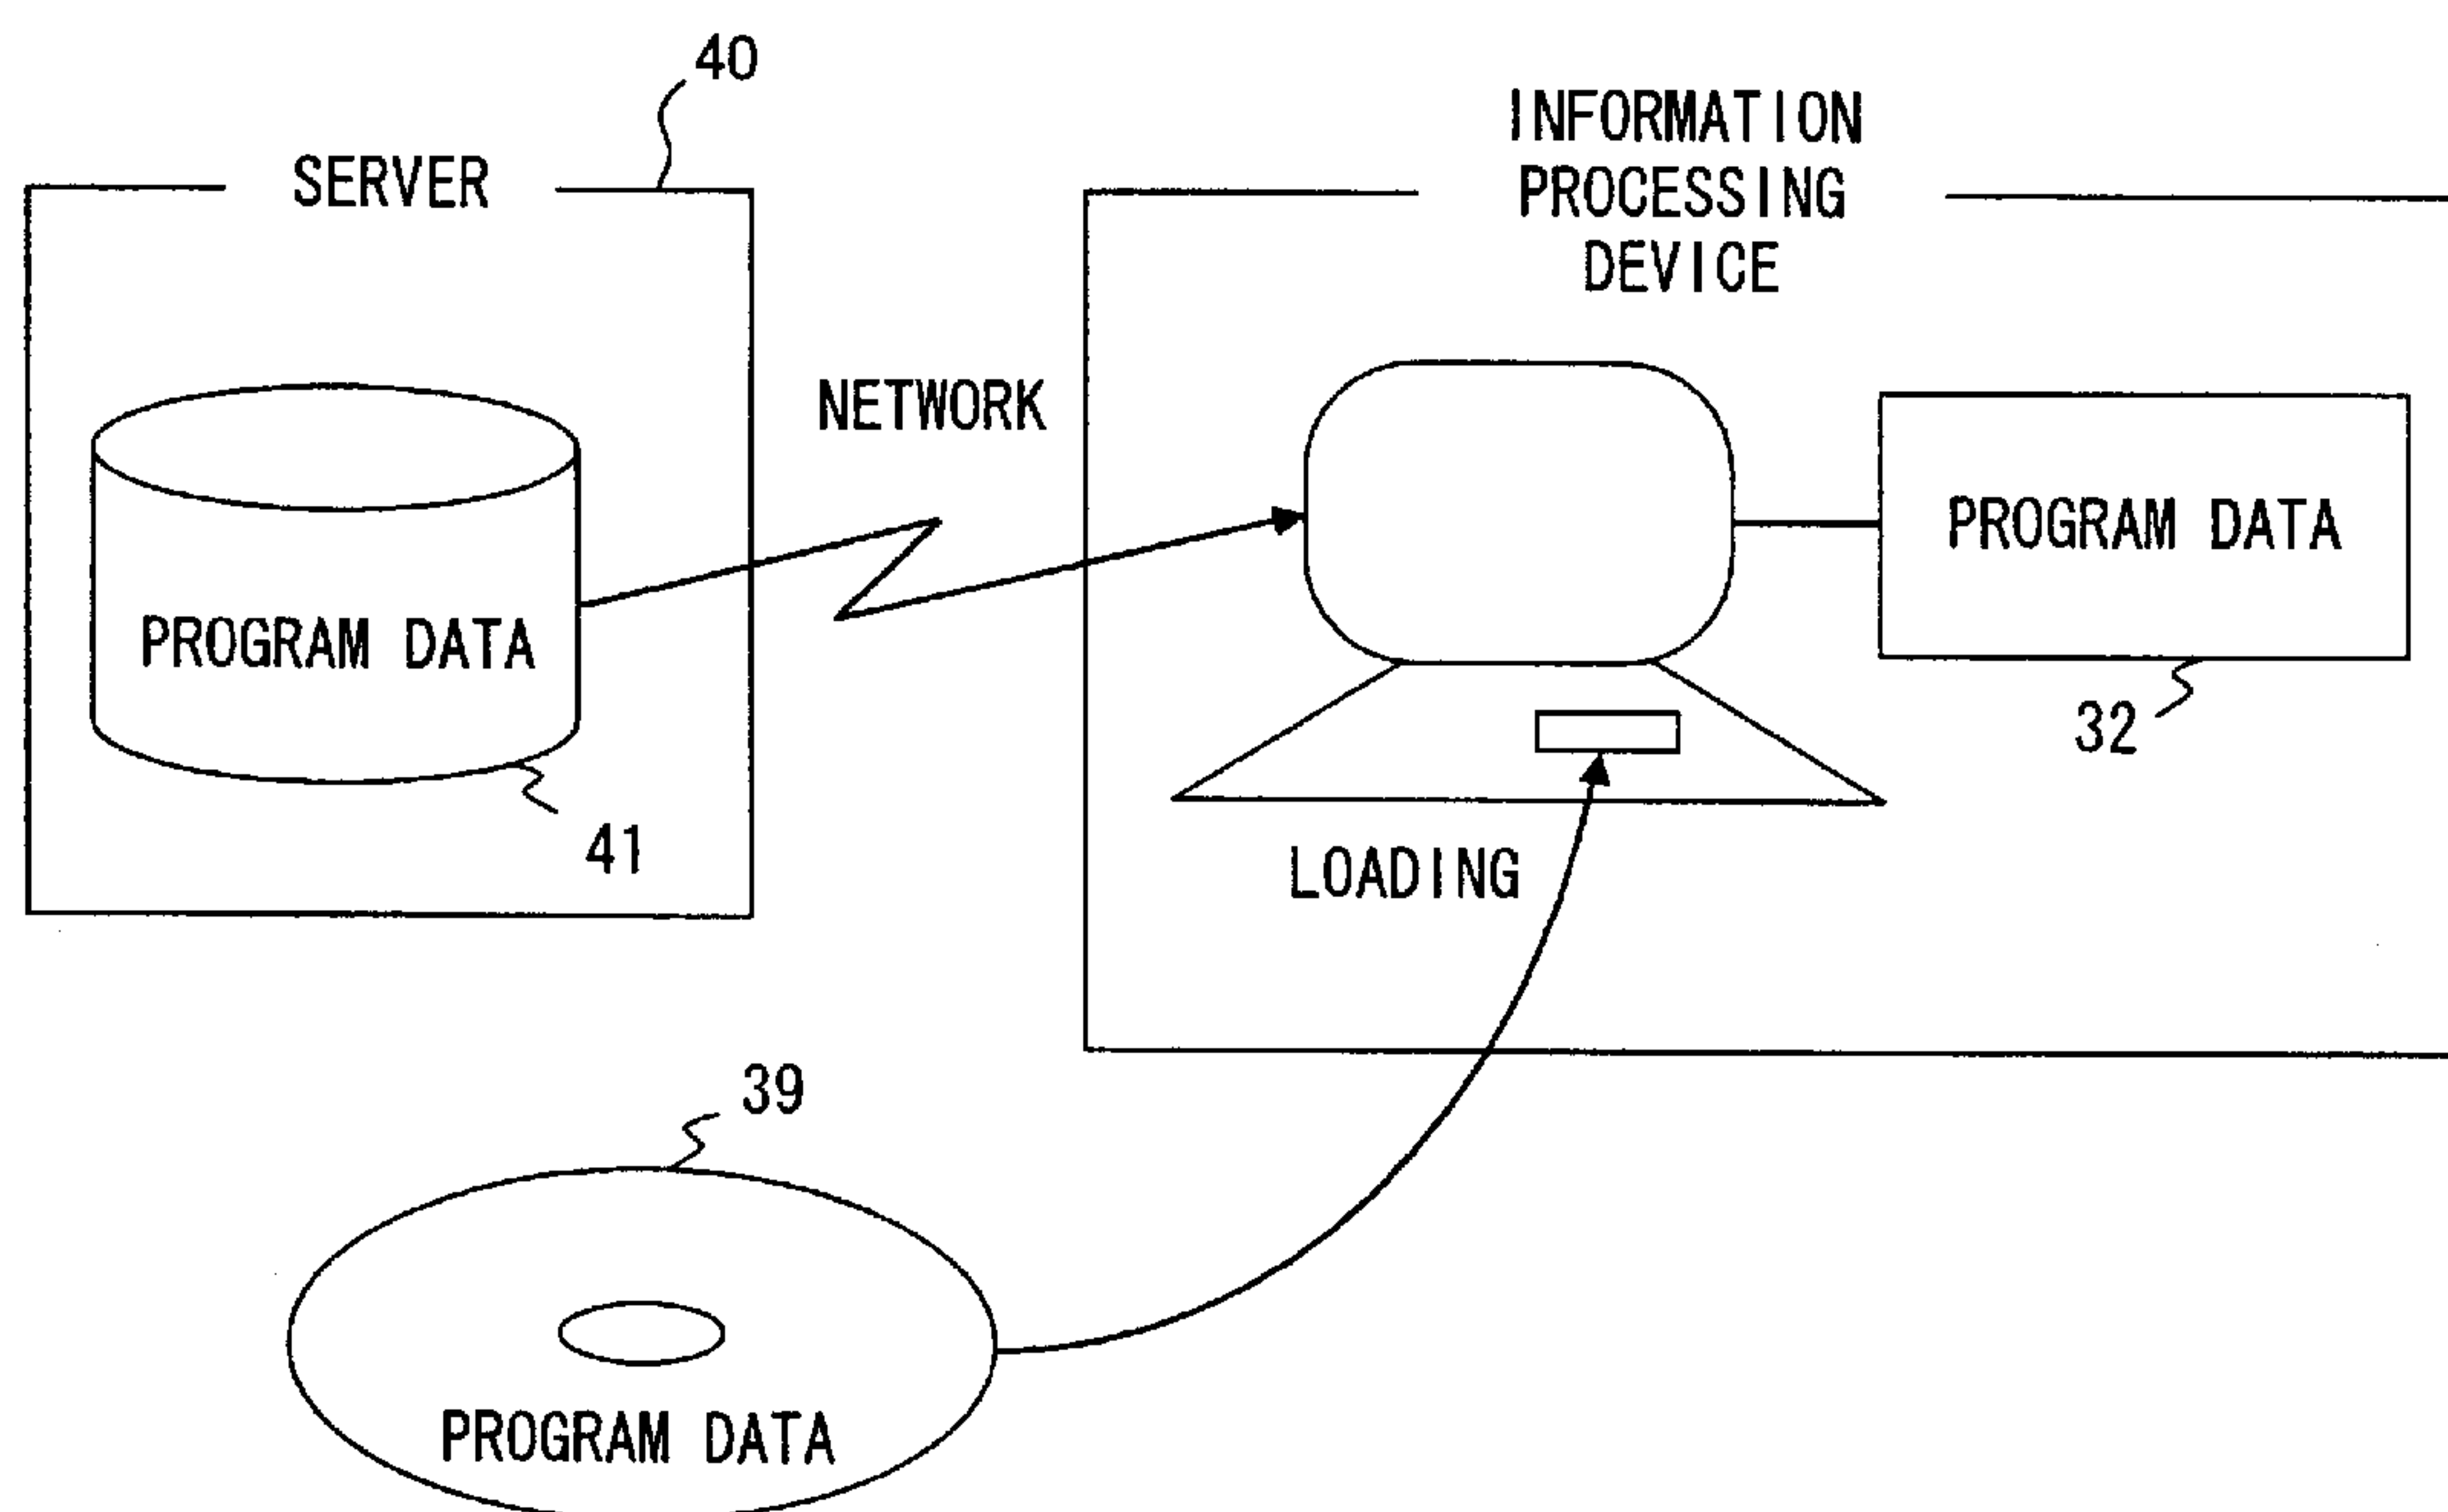 40
SERVER
INFORMATION
PROCESSING
DEVICE
NETWORK
PROGRAM DATA
PROGRAM DATA
32
41
LOADING
39
PROGRAM DATA